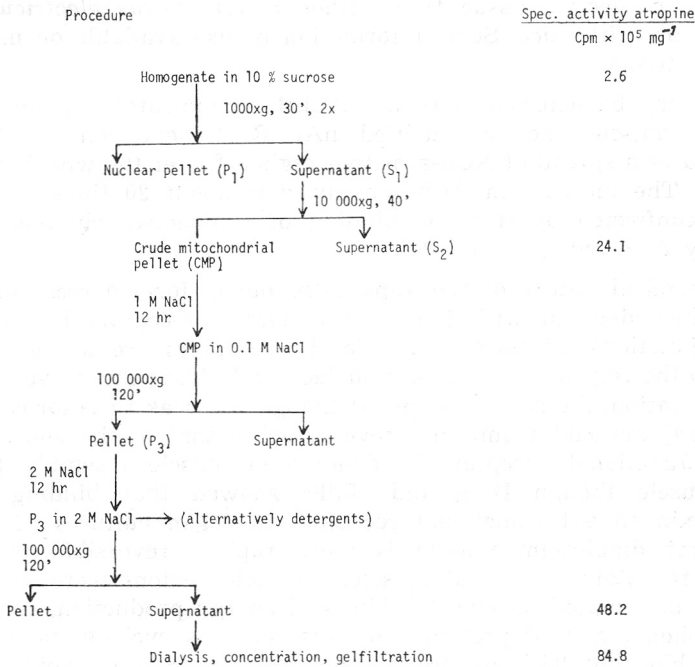 Procedure
Spec. activity atropine
Cpm × 10⁵ mg⁻¹
Homogenate in 10 % sucrose 2.6
1000xg, 30', 2x
Nuclear pellet (P₁) Supernatant (S₁)
10 000xg, 40'
Crude mitochondrial pellet (CMP) Supernatant (S₂) 24.1
1 M NaCl
12 hr
CMP in 0.1 M NaCl
100 000xg
120'
Pellet (P₃) Supernatant
2 M NaCl
12 hr
P₃ in 2 M NaCl (alternatively detergents)
100 000xg
120'
Pellet Supernatant 48.2
Dialysis, concentration, gelfiltration 84.8